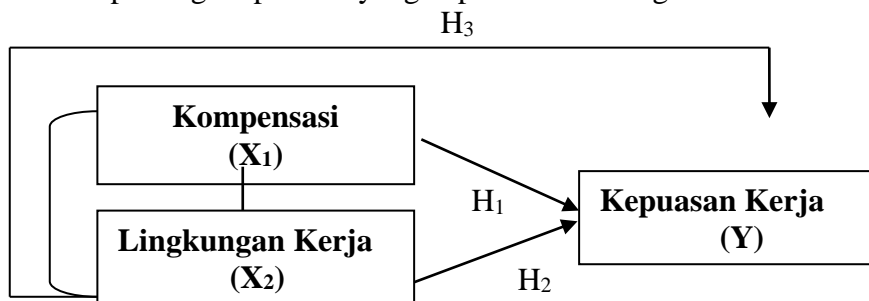 H₃
Kompensasi
(X₁)
H₁
Kepuasan Kerja
(Y)
Lingkungan Kerja
(X₂)
H₂